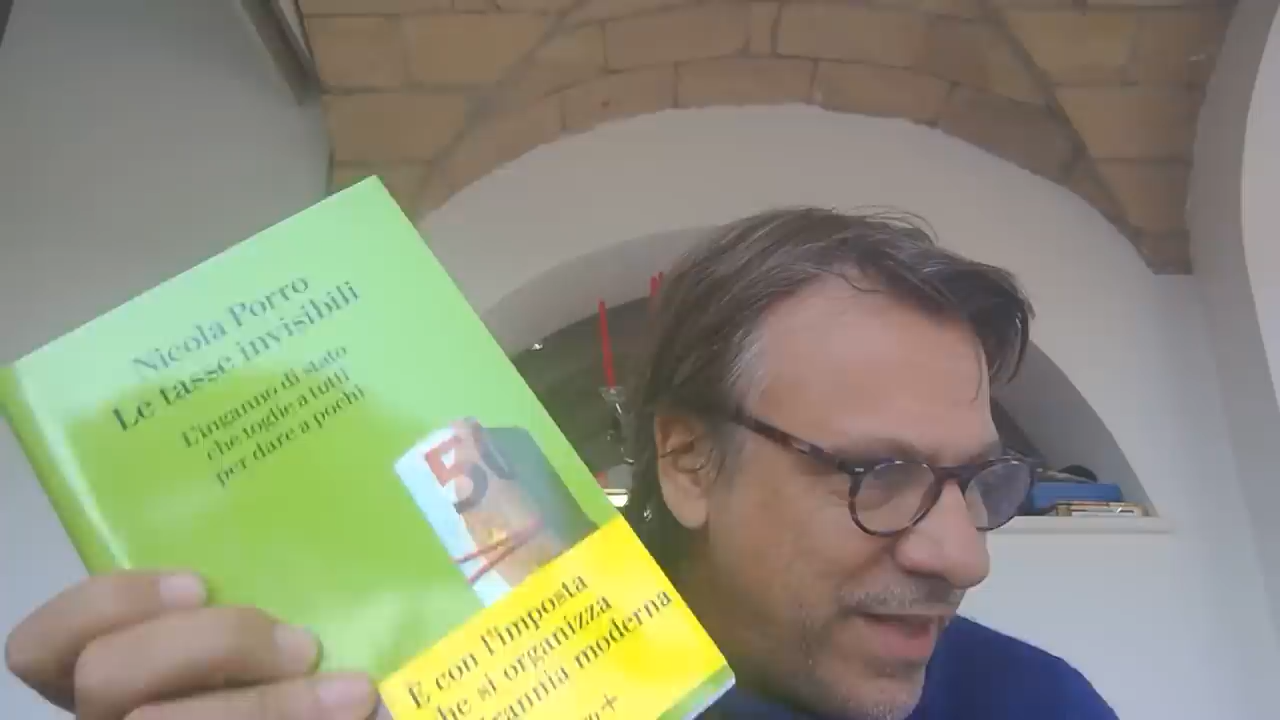 Nicola Porro
Le tasse invisibili
L'inganno di stato
che toglie a tutti
per dare a pochi
50
È con l'imposta
che si organizza
tirannia moderna